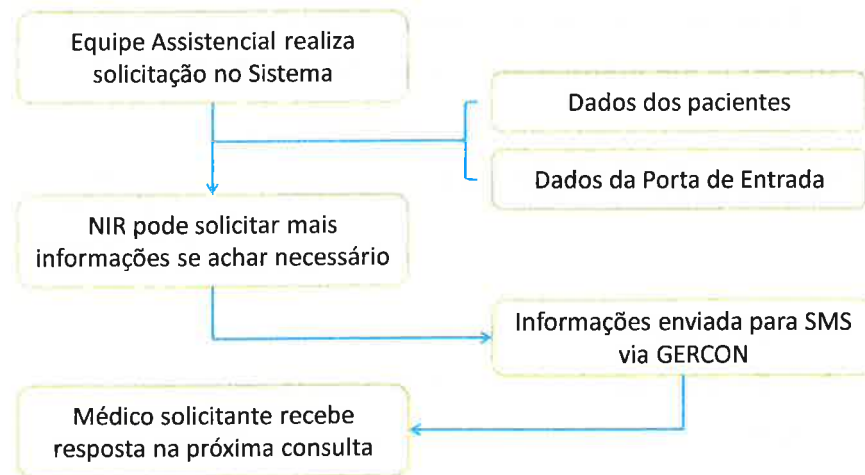 Equipe Assistencial realiza
solicitação no Sistema
Dados dos pacientes
Dados da Porta de Entrada
NIR pode solicitar mais
informações se achar necessário
Informações enviada para SMS
via GERCON
Médico solicitante recebe
resposta na próxima consulta